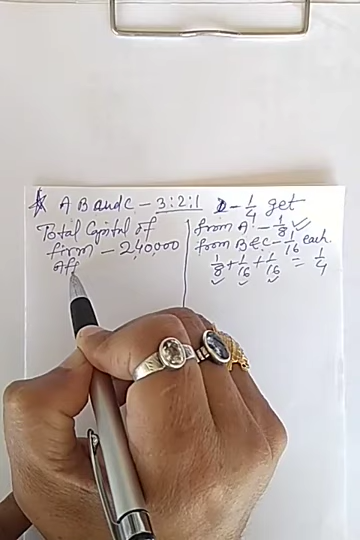 A B and C - 3:2:1 D - 1/4 get
Total Capital of
firm - 2,40,000
Aft
from A - 1/8 ✓
from B & C - 1/16 each.
1/8 + 1/16 + 1/16 = 1/4